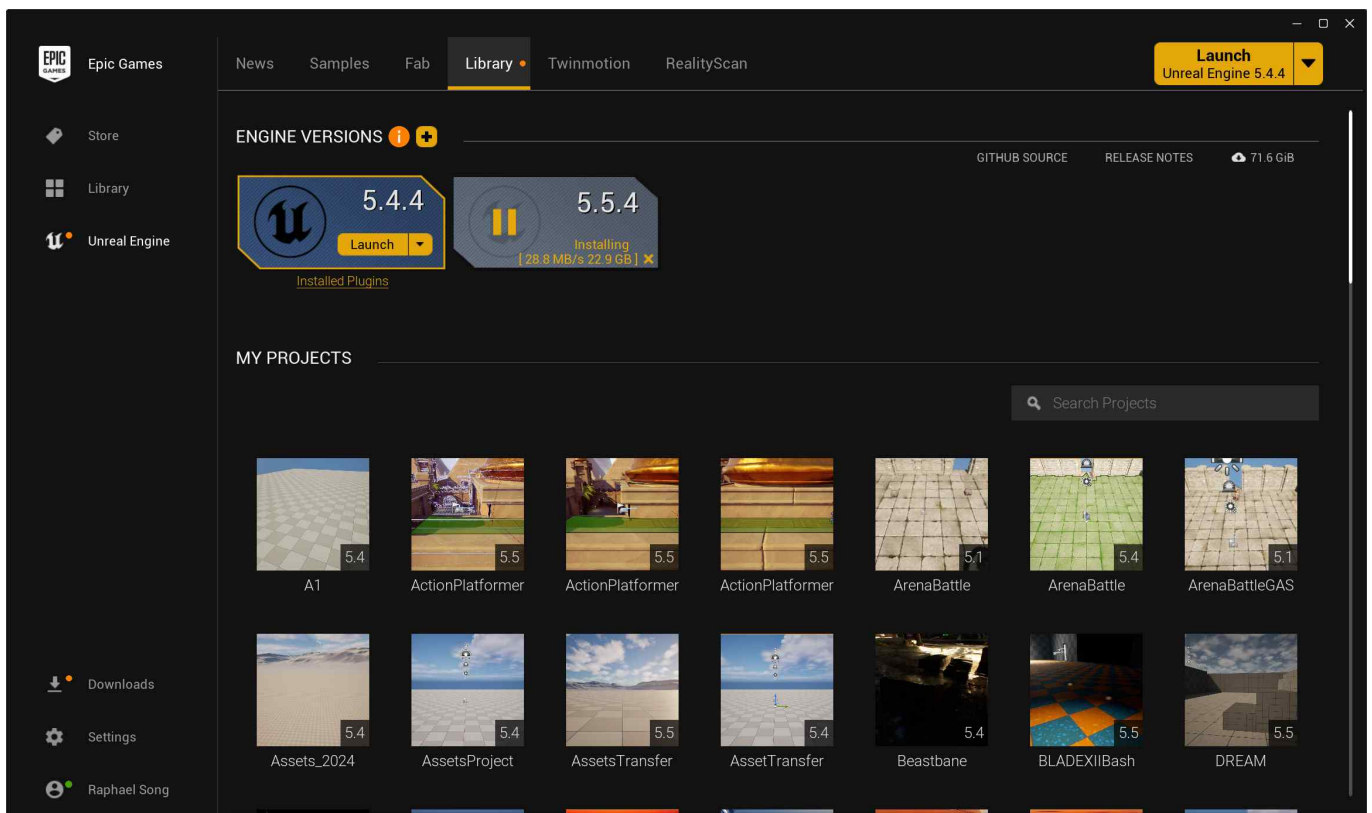 EPIC
GAMES
Epic Games
News
Samples
Fab
Library
Twinmotion
RealityScan
Launch
Unreal Engine 5.4.4
Store
Library
Unreal Engine
ENGINE VERSIONS
GITHUB SOURCE
RELEASE NOTES
71.6 GiB
5.4.4
Launch
Installed Plugins
5.5.4
Installing
[ 28.8 MB/s 22.9 GB ]
MY PROJECTS
Search Projects
5.4
5.5
5.5
5.5
5.1
5.4
5.1
A1
ActionPlatformer
ActionPlatformer
ActionPlatformer
ArenaBattle
ArenaBattle
ArenaBattleGAS
5.4
5.4
5.5
5.4
5.4
5.5
5.5
Assets_2024
AssetsProject
AssetsTransfer
AssetTransfer
Beastbane
BLADEXIIBash
DREAM
Downloads
Settings
Raphael Song